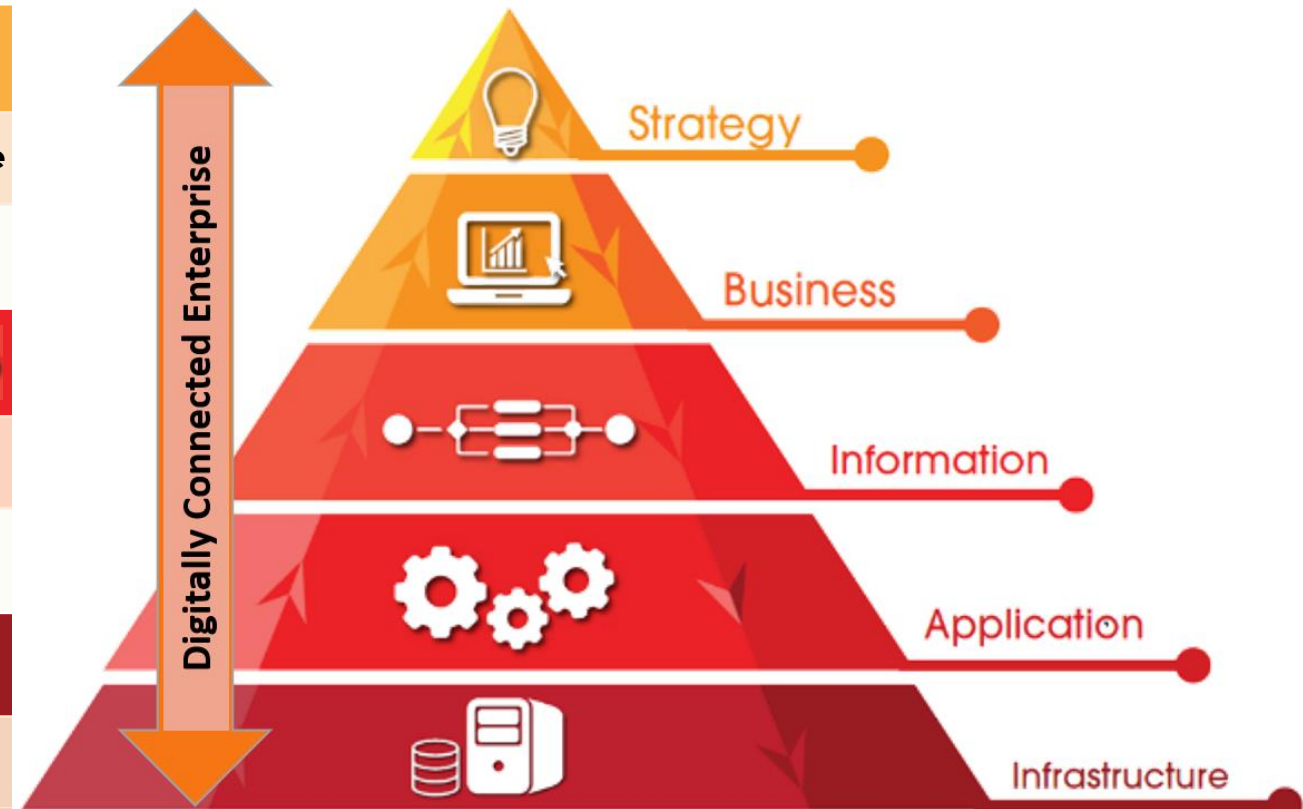 Strategy
Business
Information
Application
Infrastructure
Digitally Connected Enterprise
e